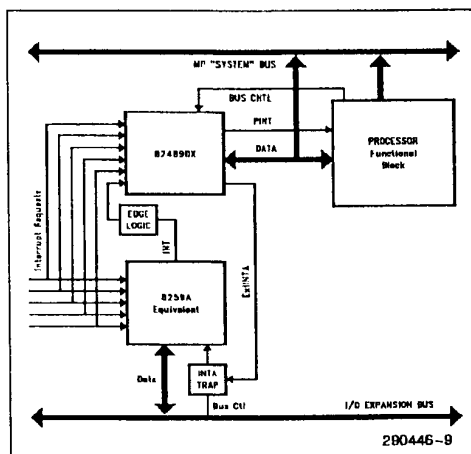 MP "SYSTEM" BUS
BUS CNTL
PINT
DATA
PROCESSOR
Functional
Block
EDGE
LOGIC
Interrupt Requests
INT
ExtINTA
8259A
Equivalent
Data
INTA
TRAP
Bus Ctl
I/O EXPANSION BUS
290446-9